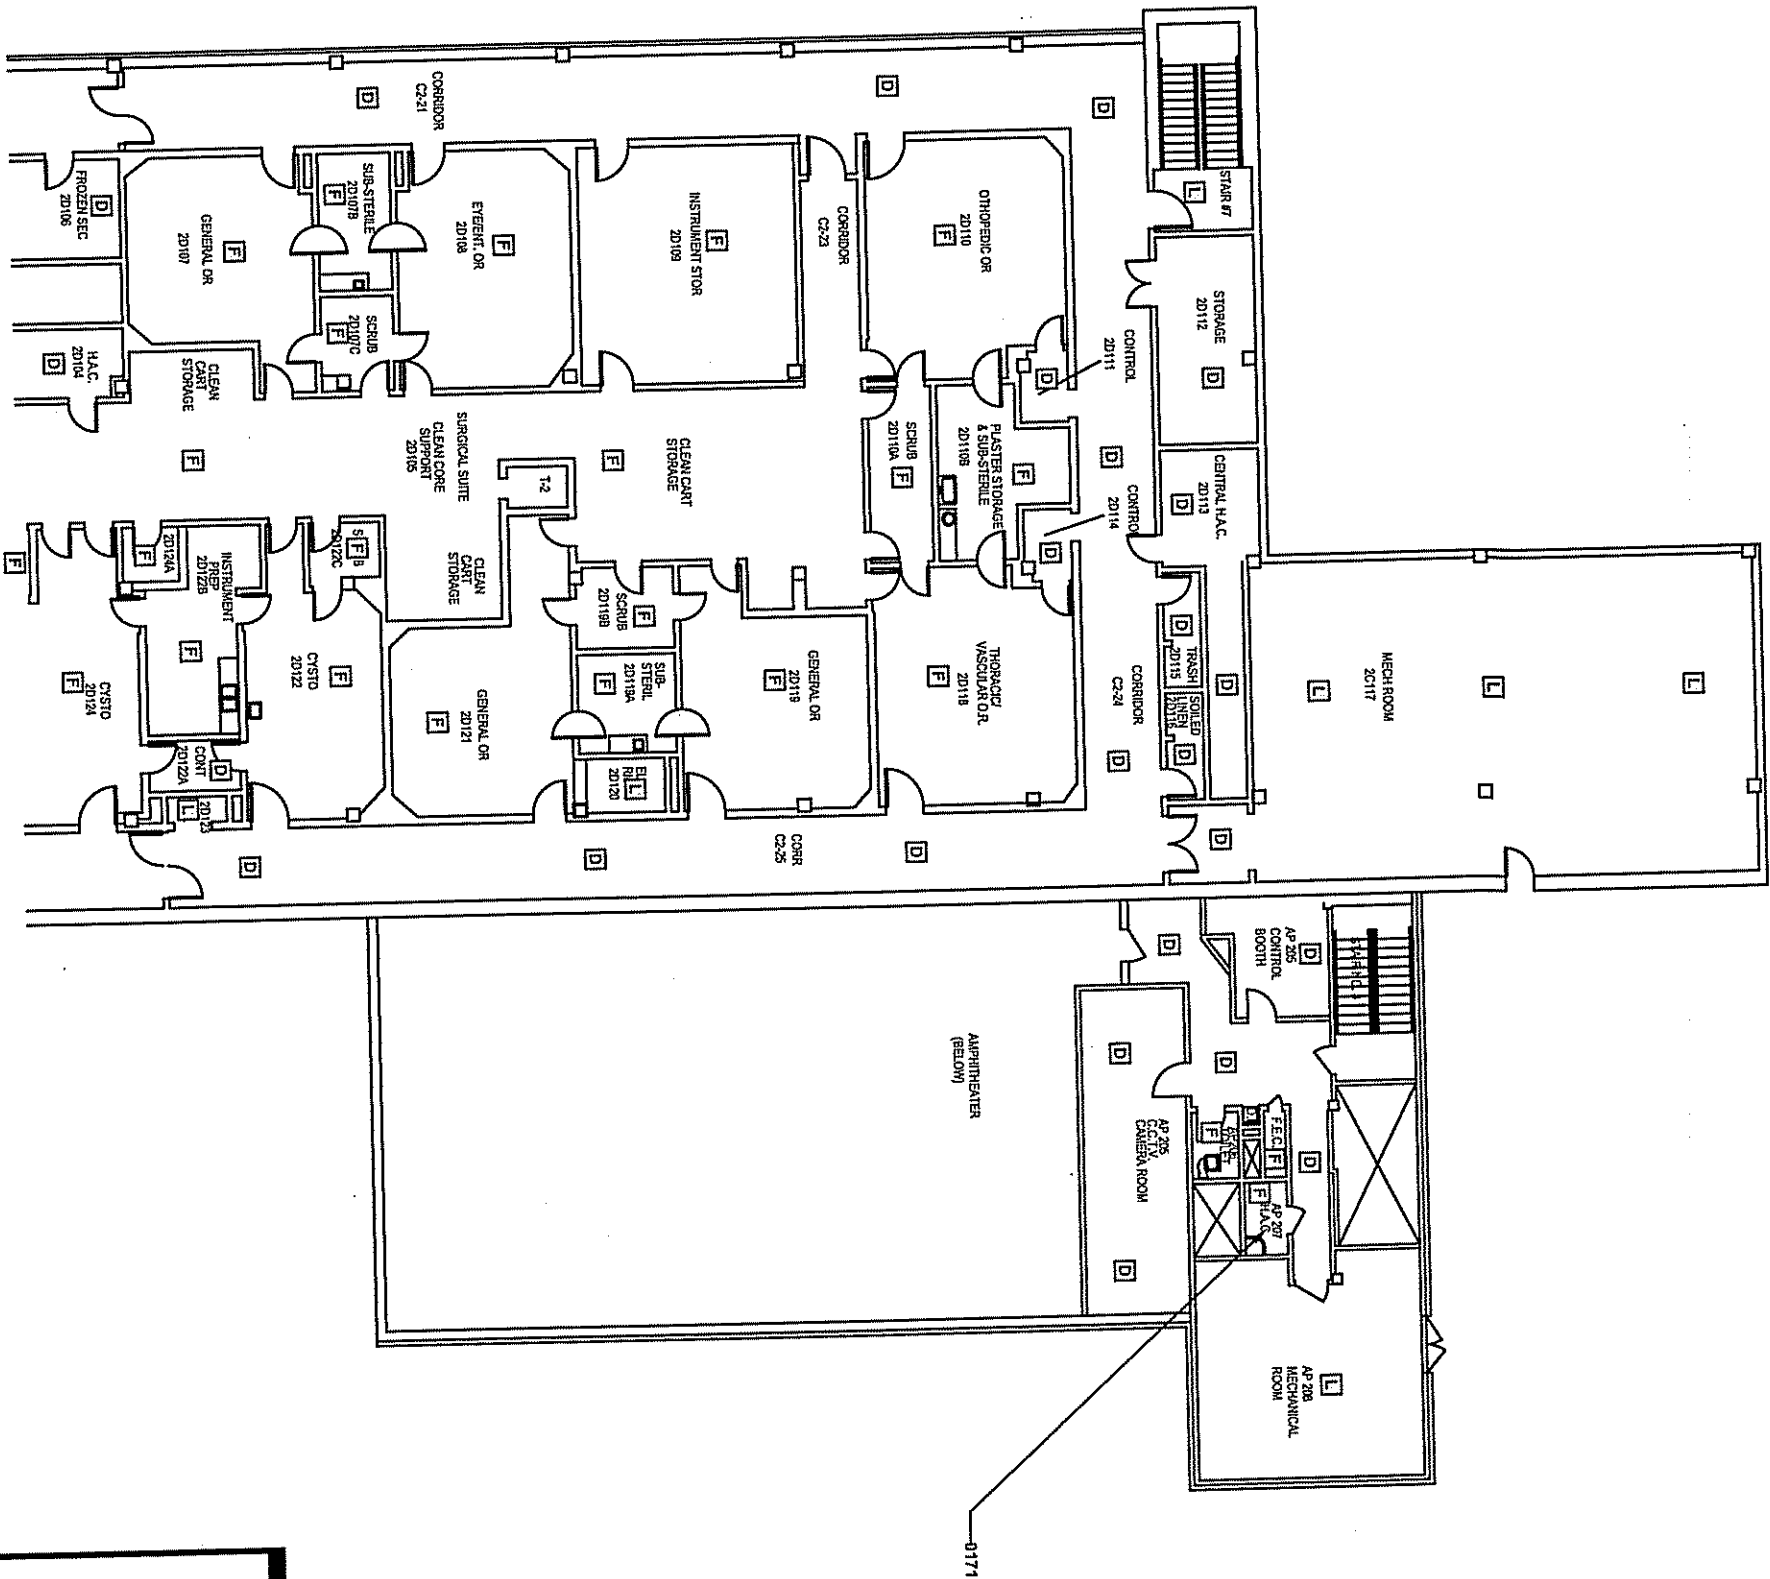 CORRIDOR
C2-21
D
D
D
STAIR #7
L
FROZEN SEC
2D106
D
GENERAL OR
2D107
F
SUB-STERILE
2D107B
F
EYE/ENT. OR
2D108
F
INSTRUMENT STOR
2D109
F
CORRIDOR
C2-23
OTHOPEDIC OR
2D110
F
STORAGE
2D112
D
H.A.C.
2D104
D
CLEAN
CART
STORAGE
SCRUB
2D107C
F
CONTROL
2D111
D
SURGICAL SUITE
CLEAN CORE
SUPPORT
2D105
F
T-2
CLEAN CART
STORAGE
F
SCRUB
2D110A
F
PLASTER STORAGE
& SUB-STERILE
2D110B
F
D
CONTROL
2D114
D
CENTRAL H.A.C.
2D113
D
F
2D124A
F
INSTRUMENT
PREP
2D122B
F
2D122C
F
CLEAN
CART
STORAGE
SCRUB
2D119B
F
SUB-
STERIL
2D119A
F
GENERAL OR
2D119
F
THORACIC/
VASCULAR O.R.
2D118
F
CORRIDOR
C2-24
D
TRASH
2D115
D
SOILED
LINEN
2D116
D
D
MECH ROOM
2C117
L
L
L
CYSTO
2D124
F
CYSTO
2D122
F
GENERAL OR
2D121
F
CONT
2D122A
D
2D123
L
2D120
L
D
D
CORR
C2-25
D
D
AMPHITHEATER
(BELOW)
D
AP 205
CONTROL
BOOTH
D
D
D
AP 205
C.C.T.V.
CAMERA ROOM
D
D
F
F.E.C.
F
AP 207
H.A.C.
F
AP 208
MECHANICAL
ROOM
L
0171